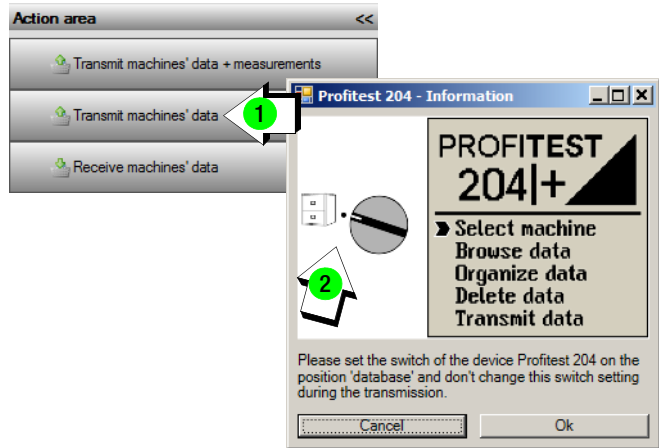 Action area <<
Transmit machines' data + measurements
Transmit machines' data
Receive machines' data
1
Profitest 204 - Information
PROFITEST
204|+
Select machine
Browse data
Organize data
Delete data
Transmit data
2
Please set the switch of the device Profitest 204 on the
position 'database' and don't change this switch setting
during the transmission.
Cancel Ok